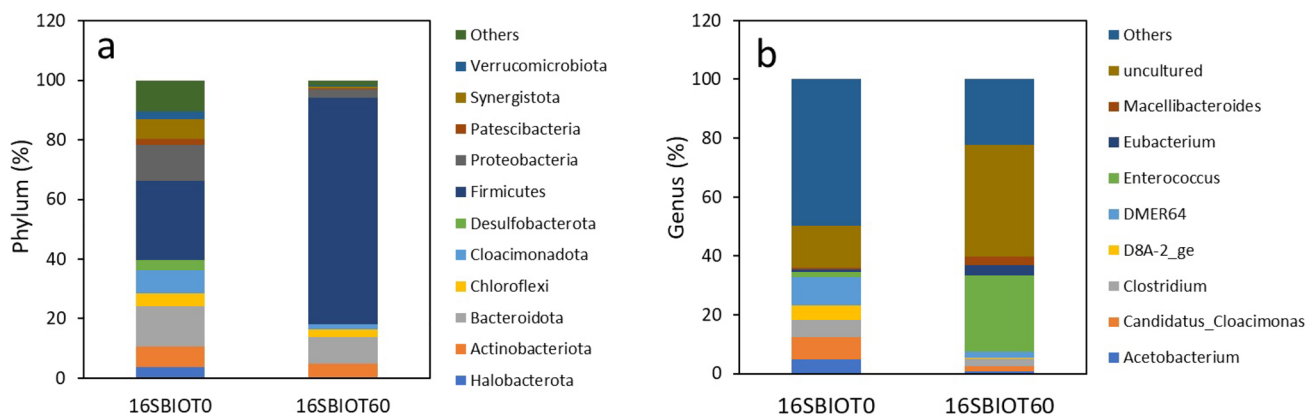 a
Phylum (%)
120
100
80
60
40
20
0
16SBIOT0
16SBIOT60
Others
Verrucomicrobiota
Synergistota
Patescibacteria
Proteobacteria
Firmicutes
Desulfobacterota
Cloacimonadota
Chloroflexi
Bacteroidota
Actinobacteriota
Halobacterota
b
Genus (%)
120
100
80
60
40
20
0
16SBIOT0
16SBIOT60
Others
uncultured
Macellibacteroides
Eubacterium
Enterococcus
DMER64
D8A-2_ge
Clostridium
Candidatus_Cloacimonas
Acetobacterium